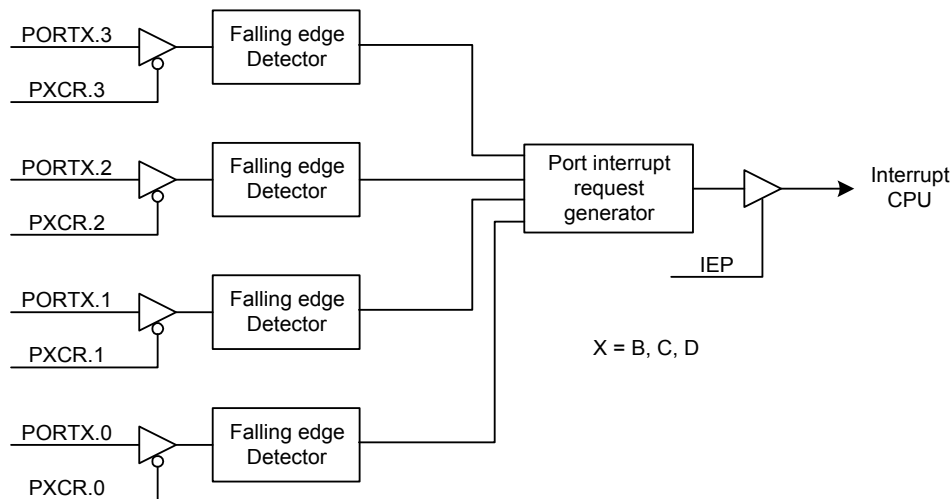 PORTX.3
PXCR.3
Falling edge
Detector
PORTX.2
PXCR.2
Falling edge
Detector
PORTX.1
PXCR.1
Falling edge
Detector
PORTX.0
PXCR.0
Falling edge
Detector
Port interrupt
request
generator
IEP
Interrupt
CPU
X = B, C, D